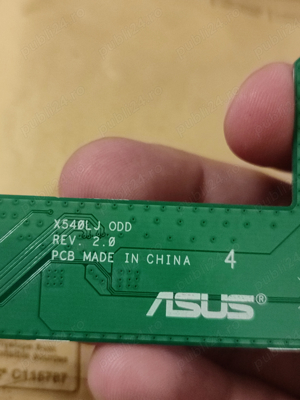 X540LJ ODD
REV. 2.0
PCB MADE IN CHINA 4
ASUS®